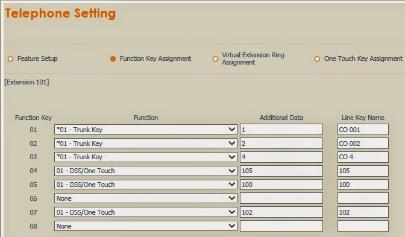 Telephone Setting
Feature Setup Function Key Assignment Virtual Extension Ring Assignment One Touch Key Assignment
[Extension 101]
Function Key Function Additional Data Line Key Name
01 *01 - Trunk Key 1 CO 001
02 *01 - Trunk Key 2 CO 002
03 *01 - Trunk Key 4 CO 4
04 01 - DSS/One Touch 105 105
05 01 - DSS/One Touch 100 100
06 None
07 01 - DSS/One Touch 102 102
08 None